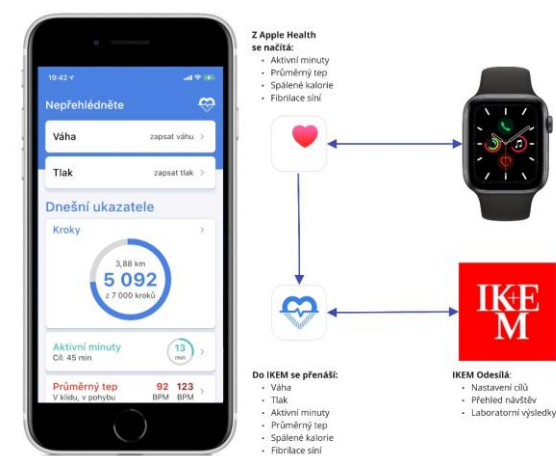 19:42
Nepřehlédněte
Váha
zapsat váhu
Tlak
zapsat tlak
Dnešní ukazatele
Kroky
3,88 km
5 092
z 7 000 kroků
Aktivní minuty
Cíl: 45 min
13
min
Průměrný tep
V klidu, v pohybu
92 123
BPM BPM
Z Apple Health
se načítá:
- Aktivní minuty
- Průměrný tep
- Spálené kalorie
- Fibrilace síní
IK+E
M
Do IKEM se přenáší:
- Váha
- Tlak
- Aktivní minuty
- Průměrný tep
- Spálené kalorie
- Fibrilace síní
IKEM Odesílá:
- Nastavení cílů
- Přehled návštěv
- Laboratorní výsledky